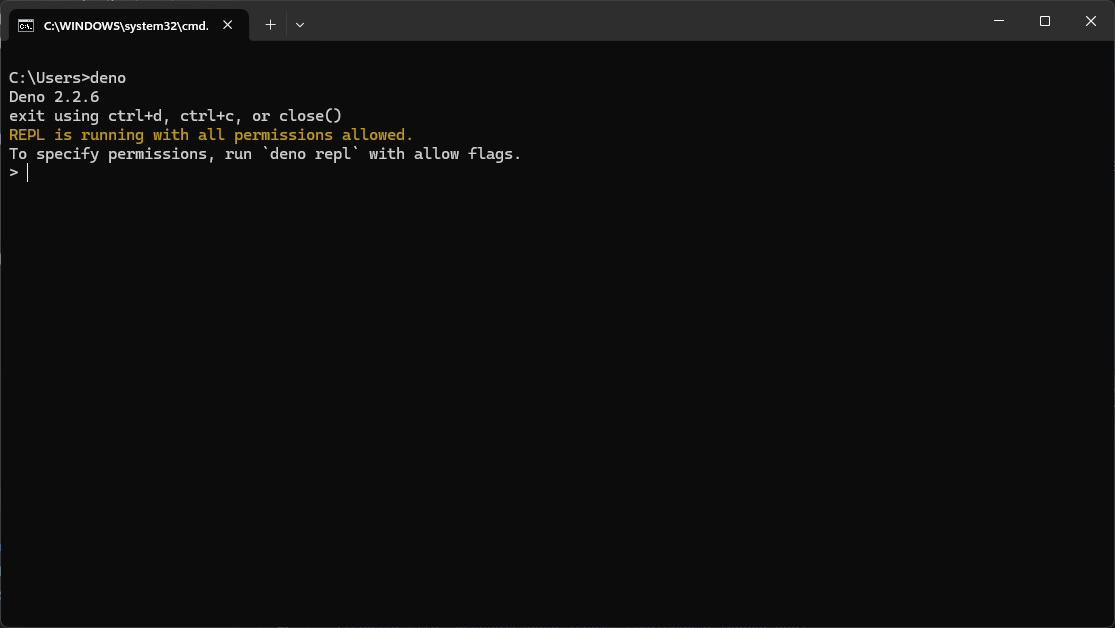 C:\WINDOWS\system32\cmd.
C:\Users>deno
Deno 2.2.6
exit using ctrl+d, ctrl+c, or close()
REPL is running with all permissions allowed.
To specify permissions, run `deno repl` with allow flags.
>